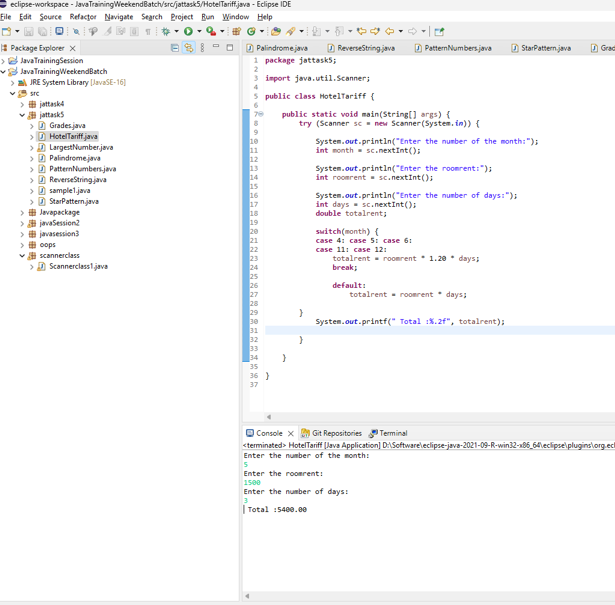 eclipse-workspace - JavaTrainingWeekendBatch/src/jattask5/HotelTariff.java - Eclipse IDE
File Edit Source Refactor Navigate Search Project Run Window Help
Package Explorer
JavaTrainingSession
JavaTrainingWeekendBatch
JRE System Library [JavaSE-16]
src
jattask4
jattask5
Grades.java
HotelTariff.java
LargestNumber.java
Palindrome.java
PatternNumbers.java
ReverseString.java
sample1.java
StarPattern.java
Javapackage
javaSession2
javasession3
oops
scannerclass
Scannerclass1.java
Palindrome.java ReverseString.java PatternNumbers.java StarPattern.java Grad
1 package jattask5;
2
3 import java.util.Scanner;
4
5 public class HotelTariff {
6
7 public static void main(String[] args) {
8 try (Scanner sc = new Scanner(System.in)) {
9
10 System.out.println("Enter the number of the month:");
11 int month = sc.nextInt();
12
13 System.out.println("Enter the roomrent:");
14 int roomrent = sc.nextInt();
15
16 System.out.println("Enter the number of days:");
17 int days = sc.nextInt();
18 double totalrent;
19
20 switch(month) {
21 case 4: case 5: case 6:
22 case 11: case 12:
23 totalrent = roomrent * 1.20 * days;
24 break;
25
26 default:
27 totalrent = roomrent * days;
28
29 }
30 System.out.printf(" Total :%.2f", totalrent);
31
32 }
33
34 }
35
36 }
37
Console Git Repositories Terminal
<terminated> HotelTariff [Java Application] D:\Software\eclipse-java-2021-09-R-win32-x86_64\eclipse\plugins\org.ecl
Enter the number of the month:
5
Enter the roomrent:
1500
Enter the number of days:
3
Total :5400.00